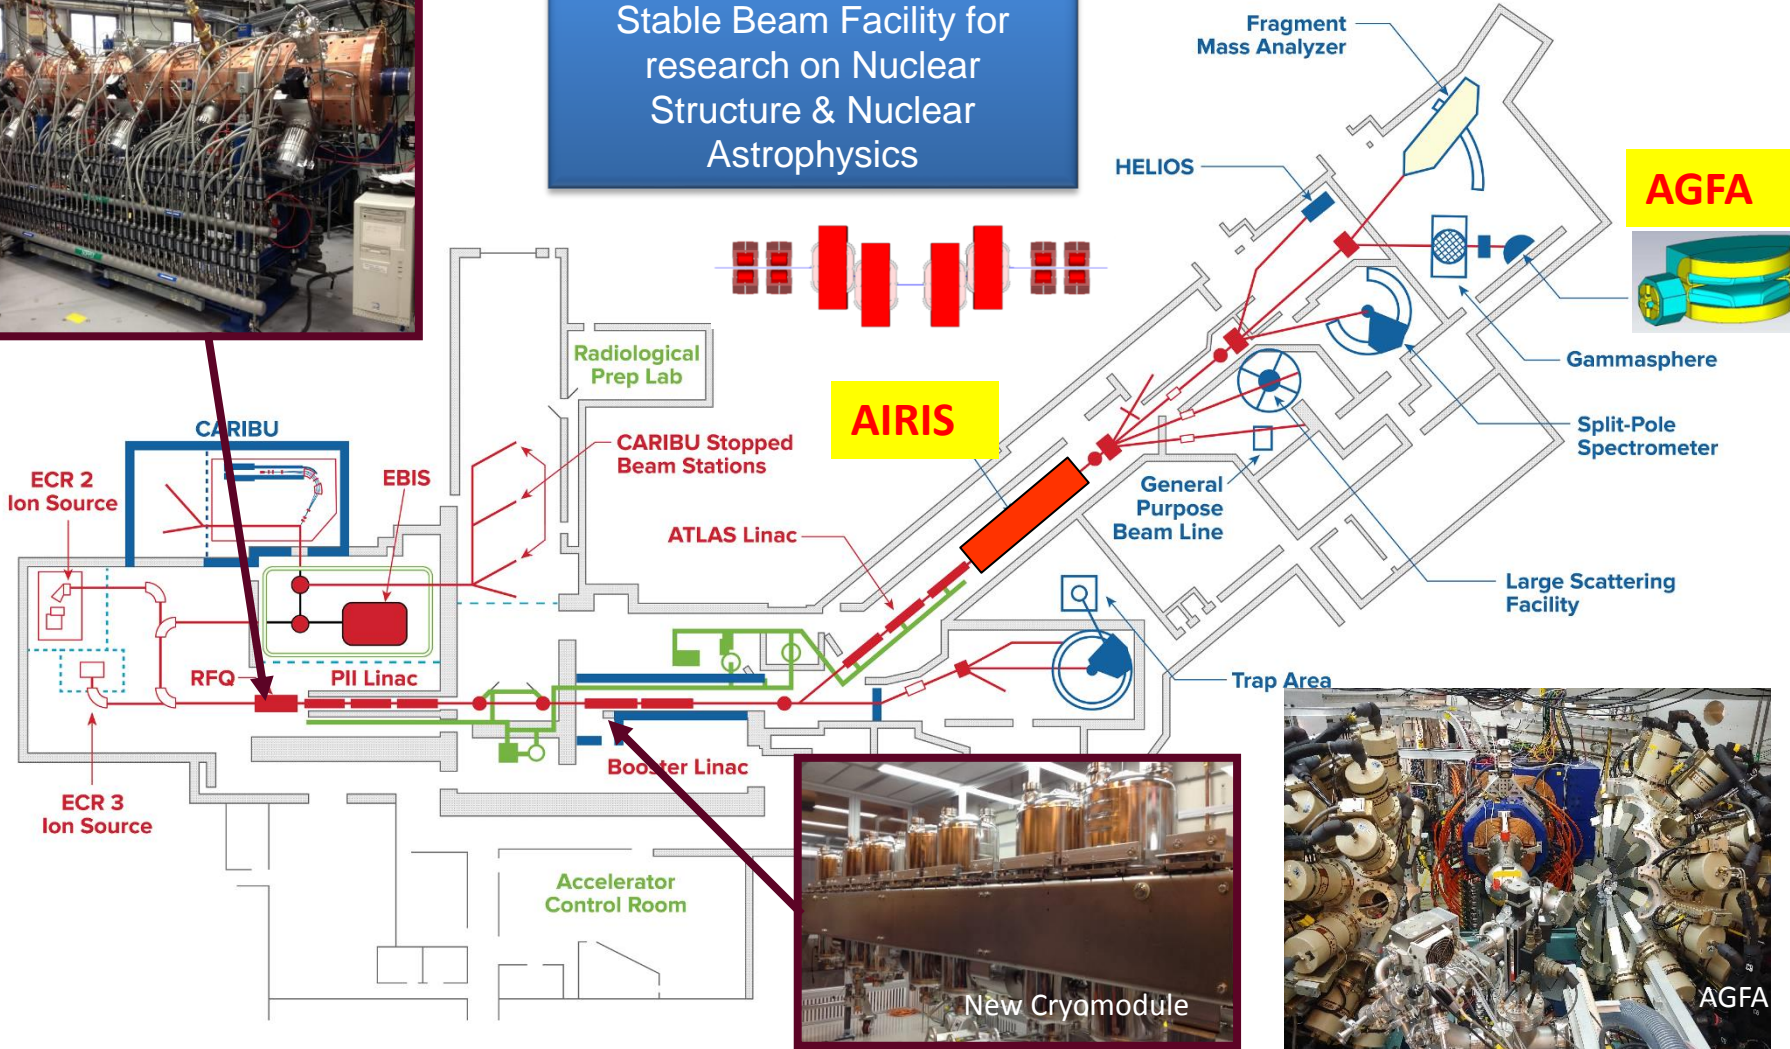 Stable Beam Facility for
research on Nuclear
Structure & Nuclear
Astrophysics
Fragment
Mass Analyzer
HELIOS
AGFA
Radiological
Prep Lab
Gammasphere
AIRIS
CARIBU
CARIBU Stopped
Beam Stations
Split-Pole
Spectrometer
ECR 2
Ion Source
EBIS
General
Purpose
Beam Line
ATLAS Linac
Large Scattering
Facility
RFQ
PII Linac
Trap Area
Booster Linac
ECR 3
Ion Source
Accelerator
Control Room
New Cryomodule
AGFA